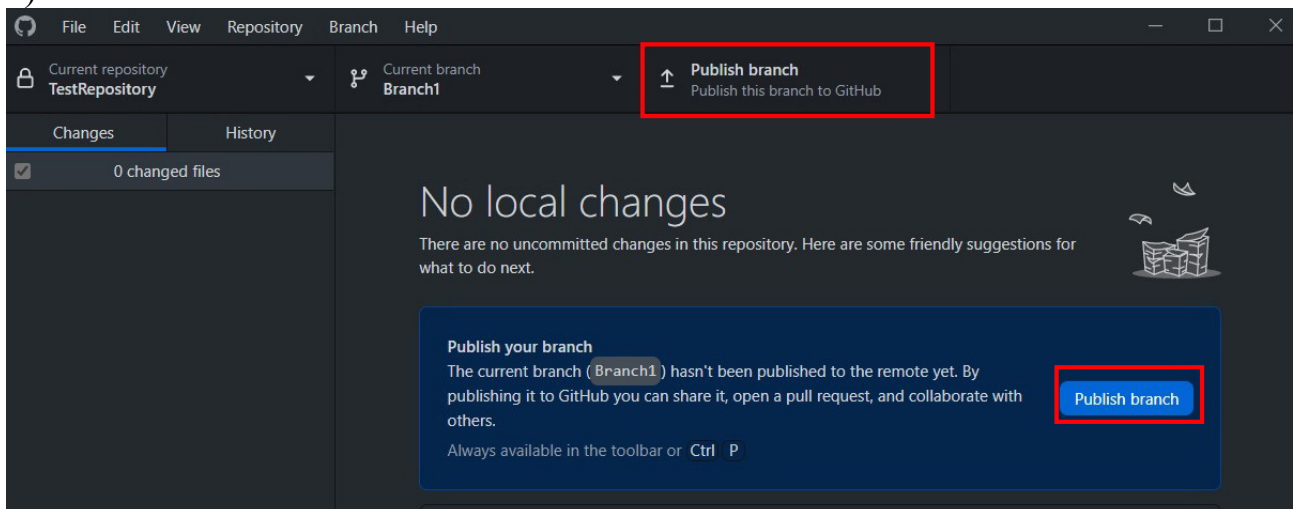 File Edit View Repository Branch Help
Current repository
TestRepository
Current branch
Branch1
Publish branch
Publish this branch to GitHub
Changes History
0 changed files
No local changes
There are no uncommitted changes in this repository. Here are some friendly suggestions for
what to do next.
Publish your branch
The current branch ( Branch1 ) hasn't been published to the remote yet. By
publishing it to GitHub you can share it, open a pull request, and collaborate with
others.
Publish branch
Always available in the toolbar or Ctrl P